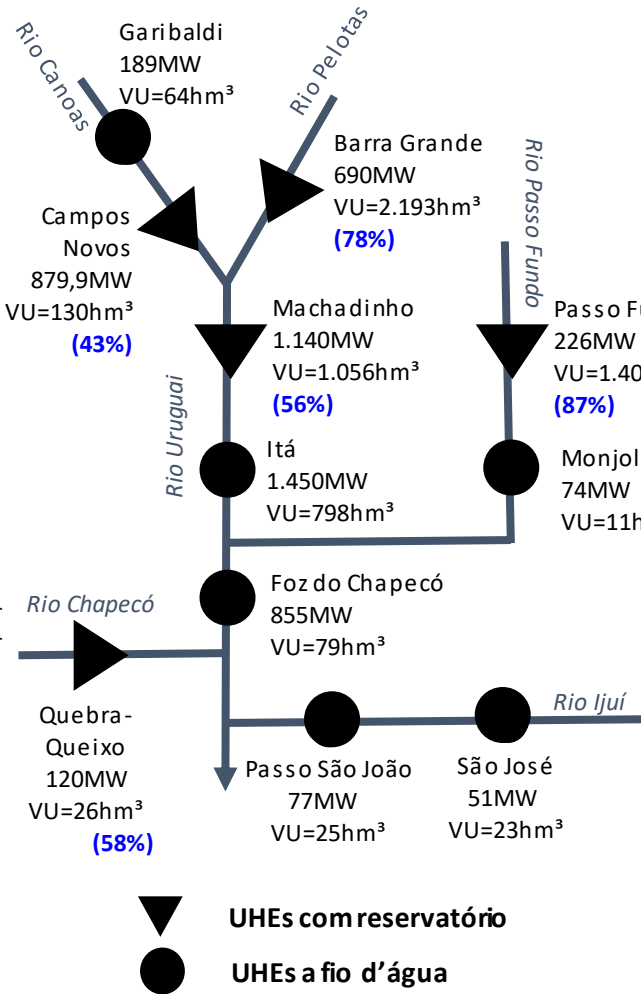 Rio Canoas
Garibaldi
189MW
VU=64hm³
Rio Pelotas
Barra Grande
690MW
VU=2.193hm³
(78%)
Rio Passo Fundo
Campos
Novos
879,9MW
VU=130hm³
(43%)
Machadinho
1.140MW
VU=1.056hm³
(56%)
Passo
226MW
(87%)
Rio Uruguai
Itá
1.450MW
VU=798hm³
74MW
Foz do Chapecó
855MW
VU=79hm³
Rio Chapecó
Quebra-
Queixo
120MW
VU=26hm³
(58%)
Rio Ijuí
Passo São João
77MW
VU=25hm³
São José
51MW
VU=23hm³
UHEs com reservatório
UHEs a fio d'água